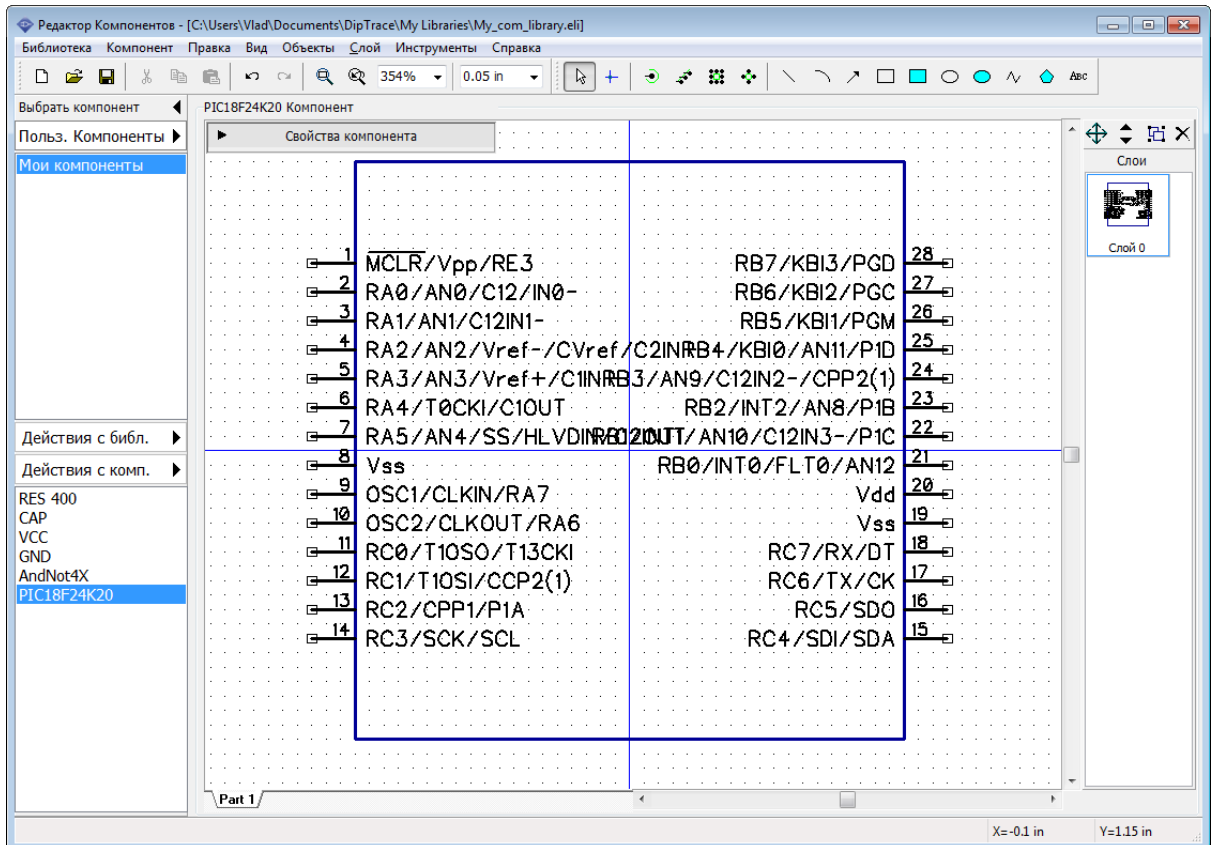 Редактор Компонентов - [C:\Users\Vlad\Documents\DipTrace\My Libraries\My_com_library.eli]
Библиотека Компонент Правка Вид Объекты Слой Инструменты Справка
354% 0.05 in ABC
Выбрать компонент
PIC18F24K20 Компонент
Польз. Компоненты
Свойства компонента
Мои компоненты
Слои
Слой 0
1 MCLR/Vpp/RE3 RB7/KBI3/PGD 28
2 RA0/AN0/C12/IN0- RB6/KBI2/PGC 27
3 RA1/AN1/C12IN1- RB5/KBI1/PGM 26
4 RA2/AN2/Vref-/CVref/C2IN RB4/KBI0/AN11/P1D 25
5 RA3/AN3/Vref+/C1IN RB3/AN9/C12IN2-/CPP2(1) 24
6 RA4/T0CKI/C1OUT RB2/INT2/AN8/P1B 23
7 RA5/AN4/SS/HLVDIN /AN10/C12IN3-/P1C 22
8 Vss RB0/INT0/FLT0/AN12 21
9 OSC1/CLKIN/RA7 Vdd 20
10 OSC2/CLKOUT/RA6 Vss 19
11 RC0/T1OSO/T13CKI RC7/RX/DT 18
12 RC1/T1OSI/CCP2(1) RC6/TX/CK 17
13 RC2/CPP1/P1A RC5/SDO 16
14 RC3/SCK/SCL RC4/SDI/SDA 15
Действия с библ.
Действия с комп.
RES 400
CAP
VCC
GND
AndNot4X
PIC18F24K20
Part 1
X=-0.1 in Y=1.15 in